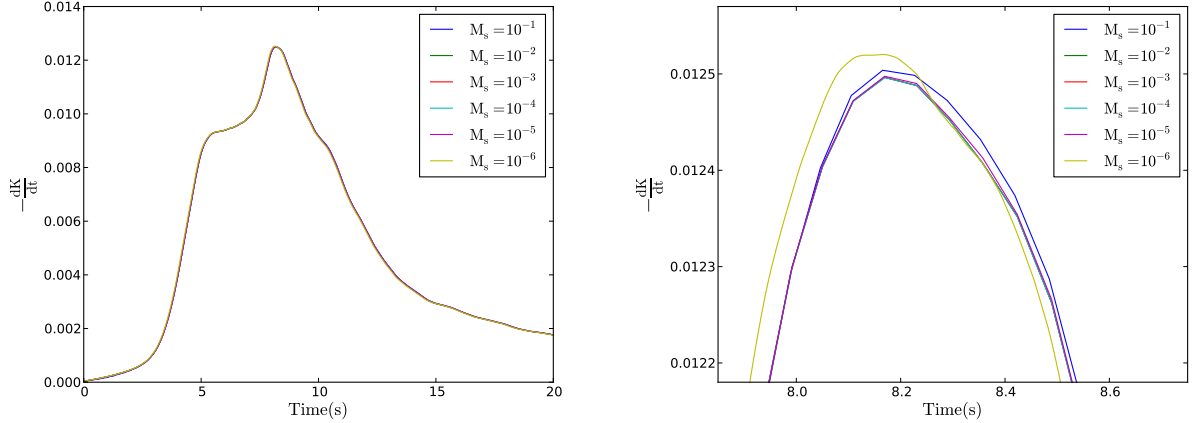 0.014
0.012
0.010
0.008
0.006
0.004
0.002
0.000
0
5
10
15
20
Time(s)
−dK/dt
M_s=10^-1
M_s=10^-2
M_s=10^-3
M_s=10^-4
M_s=10^-5
M_s=10^-6
0.0125
0.0124
0.0123
0.0122
8.0
8.2
8.4
8.6
Time(s)
−dK/dt
M_s=10^-1
M_s=10^-2
M_s=10^-3
M_s=10^-4
M_s=10^-5
M_s=10^-6